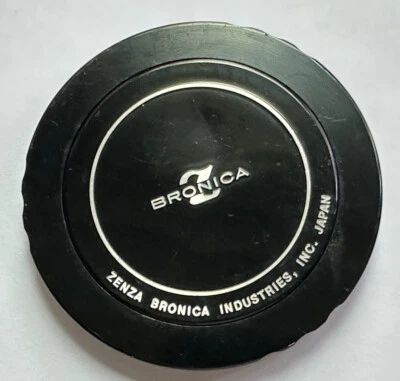 Z
BRONICA
ZENZA BRONICA INDUSTRIES, INC. JAPAN